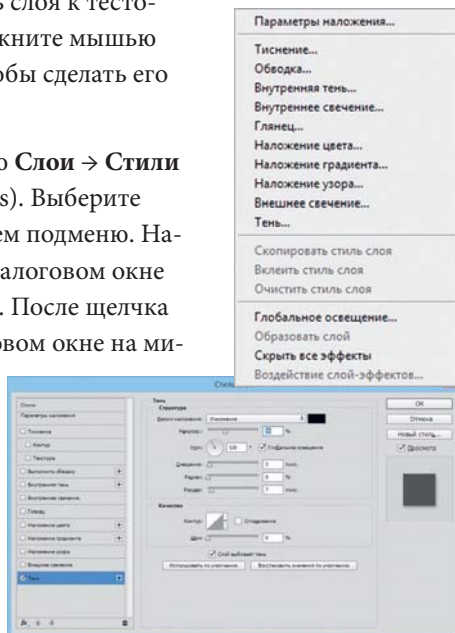 ь слоя к тесто-
кните мышью
обы сделать его
ю Слои → Стили
s). Выберите
ем подменю. На-
алоговом окне
. После щелчка
овом окне на ми-
Параметры наложения...
Тиснение...
Обводка...
Внутренняя тень...
Внутреннее свечение...
Глянец...
Наложение цвета...
Наложение градиента...
Наложение узора...
Внешнее свечение...
Тень...
Скопировать стиль слоя
Вклеить стиль слоя
Очистить стиль слоя
Глобальное освещение...
Образовать слой
Скрыть все эффекты
Воздействие слой-эффектов...
Стили
Параметры наложения
Тиснение
Контур
Текстура
Выполнить обводку
Внутренняя тень
Внутреннее свечение
Глянец
Наложение цвета
Наложение градиента
Наложение узора
Внешнее свечение
Тень
Тень
Структура
Режим наложения: Умножение
Непрозр.: %
Угол: Глобальное освещение
Смещение: пикс.
Размах: %
Размер: пикс.
Качество
Контур: Сглаживание
Шум: 0 %
Слой выбивает тень
Использовать по умолчанию Восстановить значения по умолчанию
ОК
Отмена
Новый стиль...
Просмотр